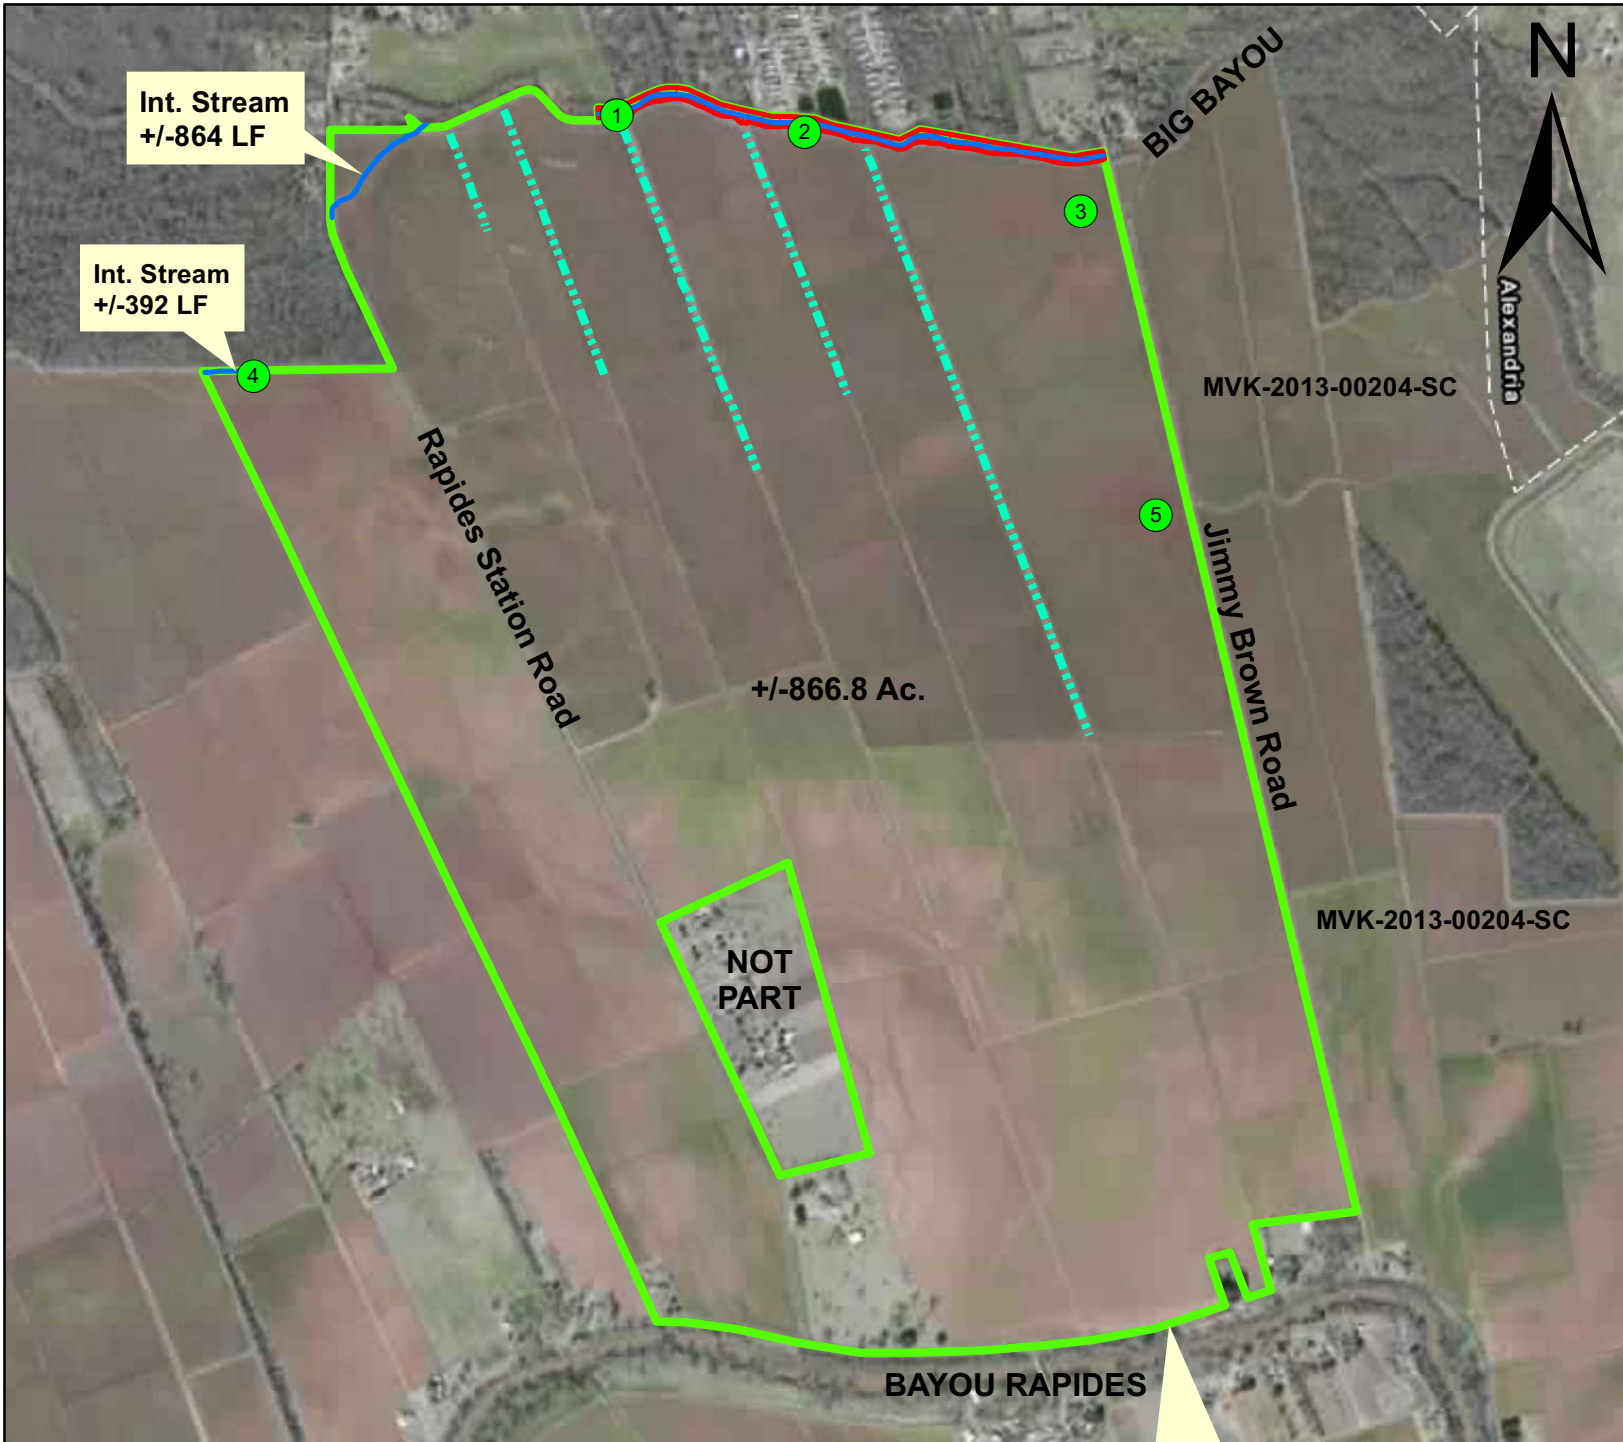 N
Int. Stream
+/-864 LF
1
2
BIG BAYOU
3
Int. Stream
+/-392 LF
4
Alexandria
MVK-2013-00204-SC
Rapides Station Road
5
Jimmy Brown Road
+/-866.8 Ac.
MVK-2013-00204-SC
NOT
PART
BAYOU RAPIDES